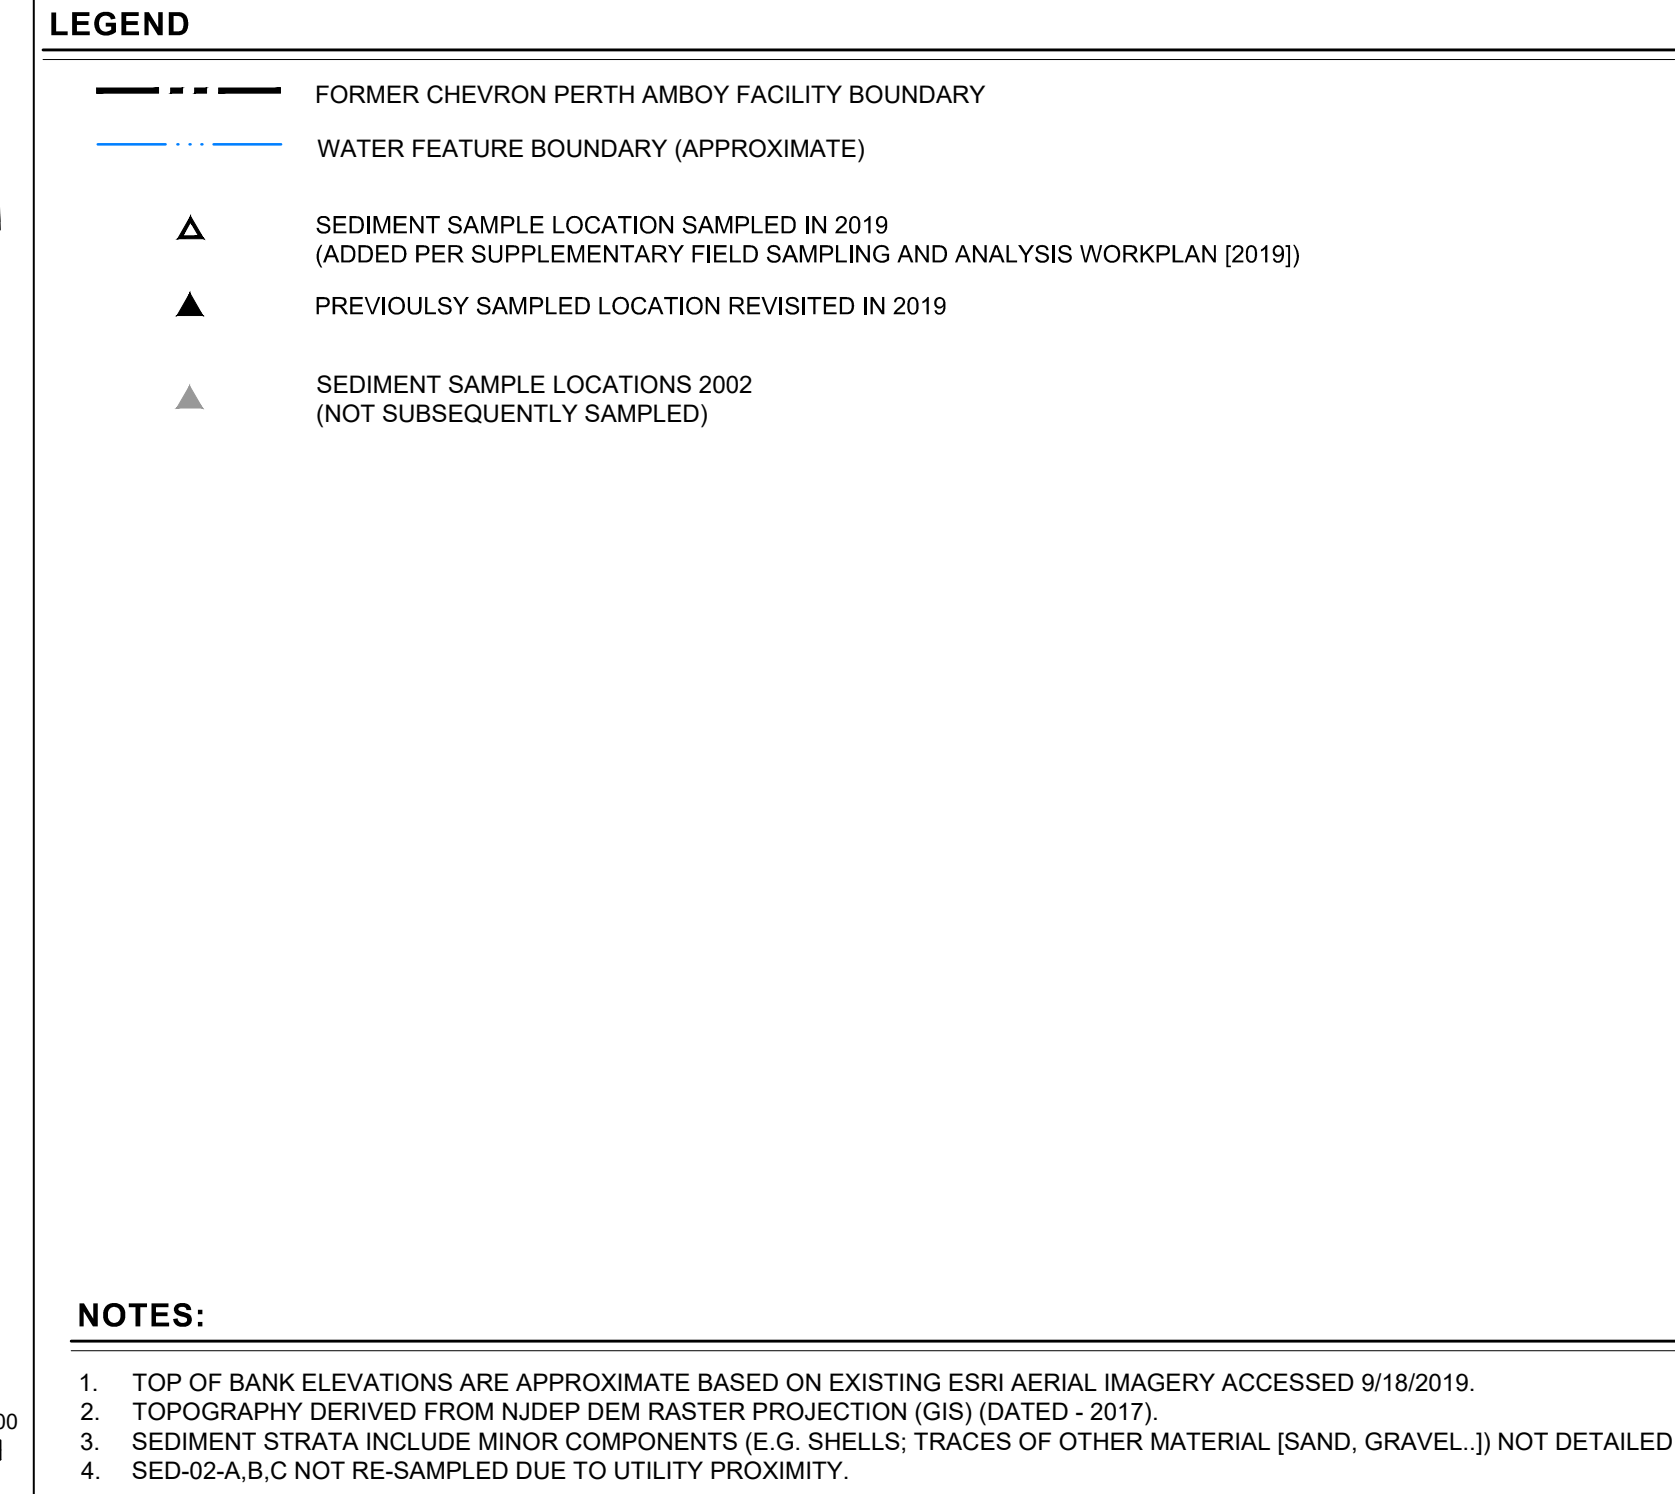 LEGEND
FORMER CHEVRON PERTH AMBOY FACILITY BOUNDARY
WATER FEATURE BOUNDARY (APPROXIMATE)
SEDIMENT SAMPLE LOCATION SAMPLED IN 2019
(ADDED PER SUPPLEMENTARY FIELD SAMPLING AND ANALYSIS WORKPLAN [2019])
PREVIOULSY SAMPLED LOCATION REVISITED IN 2019
SEDIMENT SAMPLE LOCATIONS 2002
(NOT SUBSEQUENTLY SAMPLED)
NOTES:
1. TOP OF BANK ELEVATIONS ARE APPROXIMATE BASED ON EXISTING ESRI AERIAL IMAGERY ACCESSED 9/18/2019.
2. TOPOGRAPHY DERIVED FROM NJDEP DEM RASTER PROJECTION (GIS) (DATED - 2017).
3. SEDIMENT STRATA INCLUDE MINOR COMPONENTS (E.G. SHELLS; TRACES OF OTHER MATERIAL [SAND, GRAVEL..]) NOT DETAILED
4. SED-02-A,B,C NOT RE-SAMPLED DUE TO UTILITY PROXIMITY.